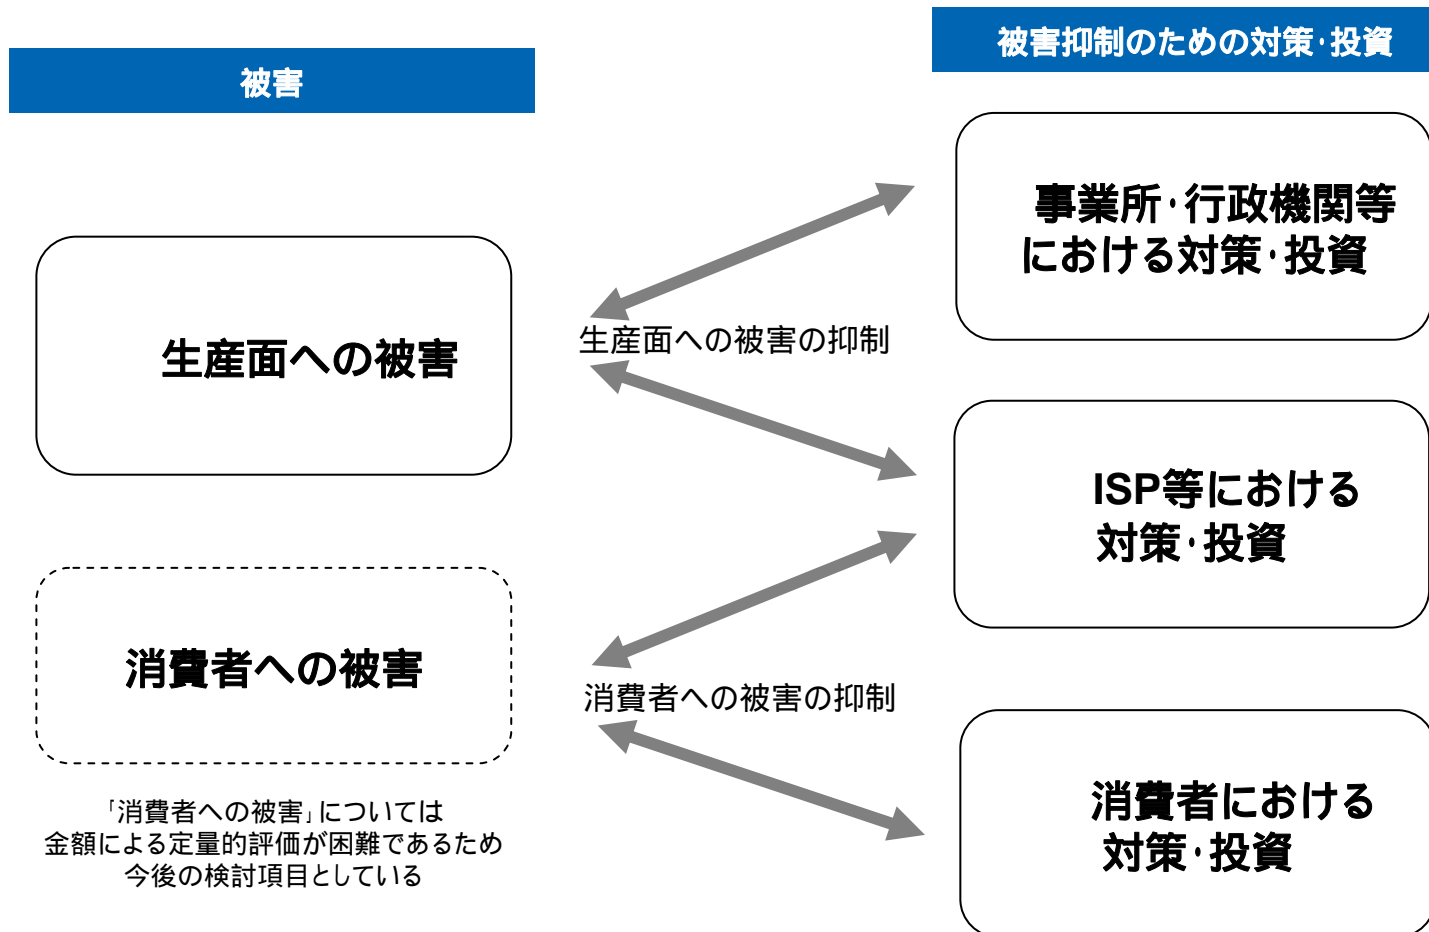 被害
被害抑制のための対策・投資
生産面への被害
消費者への被害
「消費者への被害」については
金額による定量的評価が困難であるため
今後の検討項目としている
生産面への被害の抑制
消費者への被害の抑制
事業所・行政機関等
における対策・投資
ISP等における
対策・投資
消費者における
対策・投資